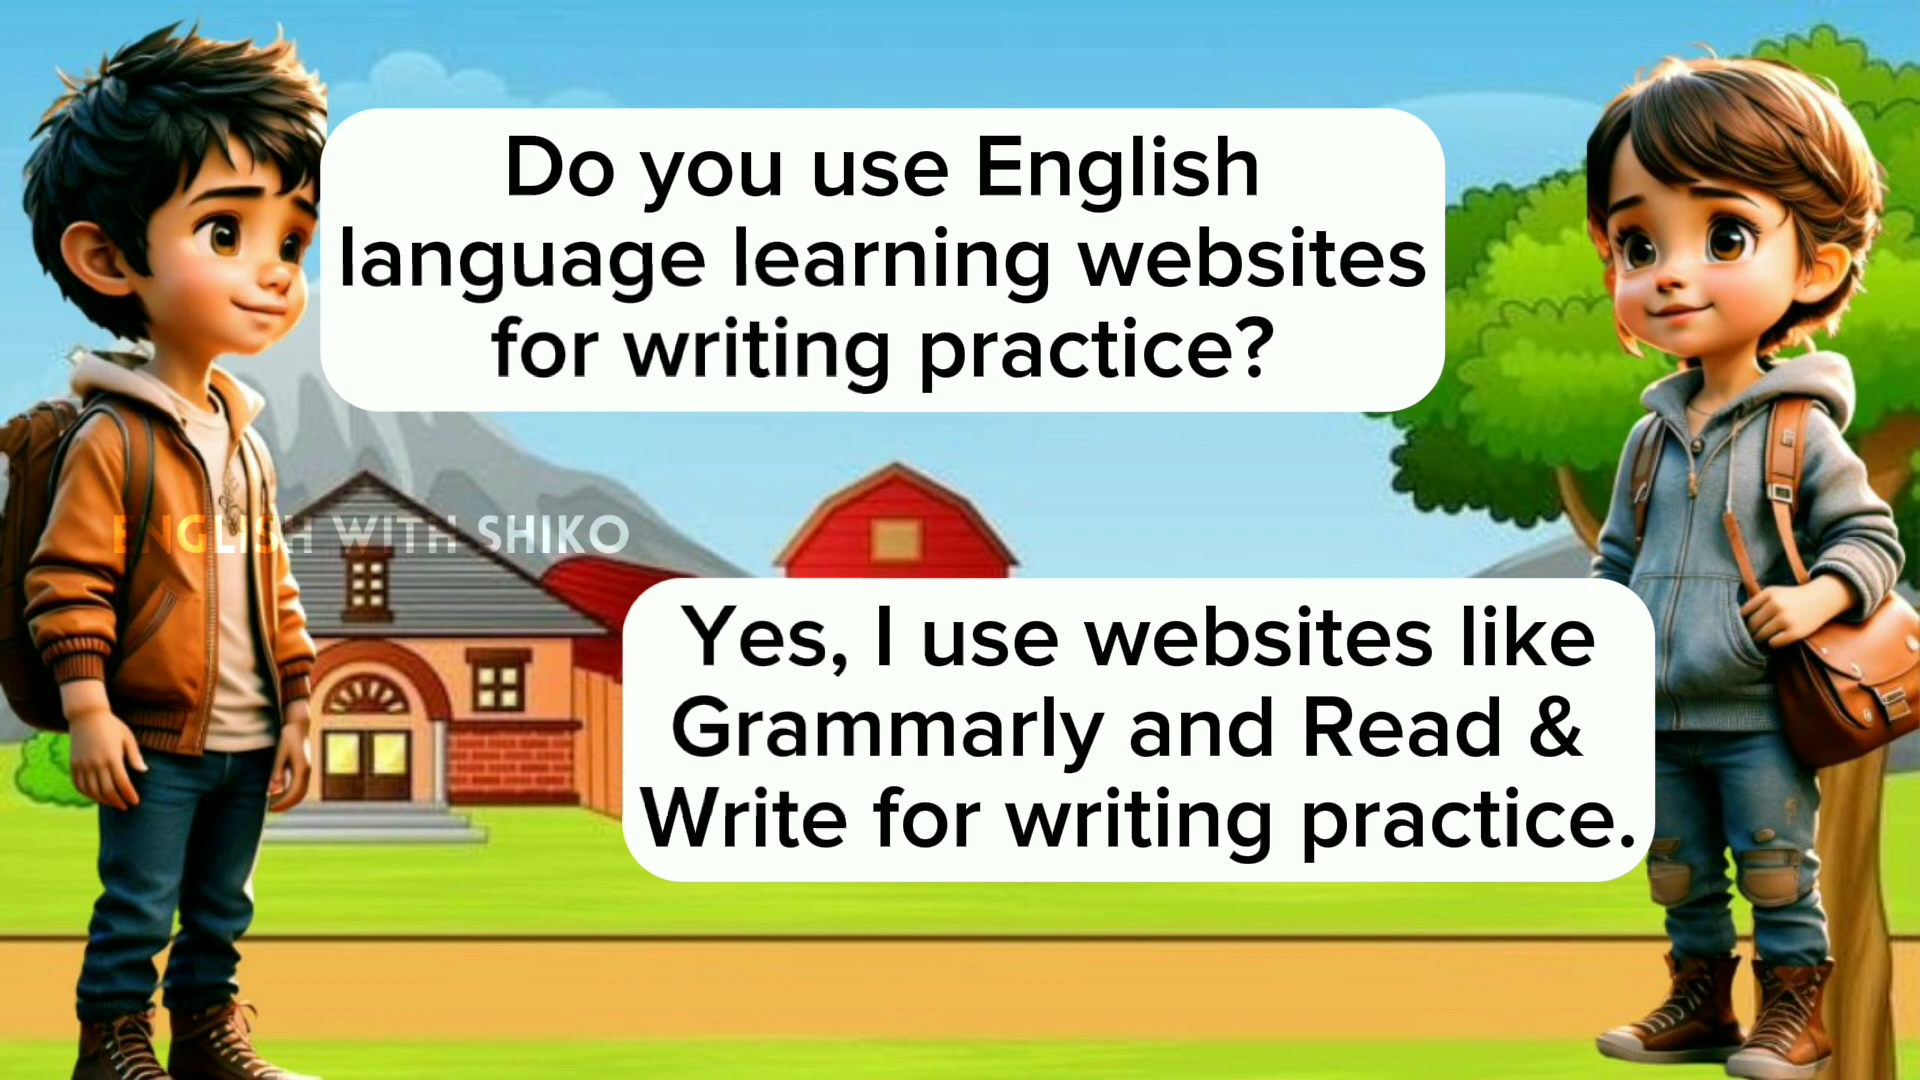 Do you use English
language learning websites
for writing practice?
ENGLISH WITH SHIKO
Yes, I use websites like
Grammarly and Read &
Write for writing practice.